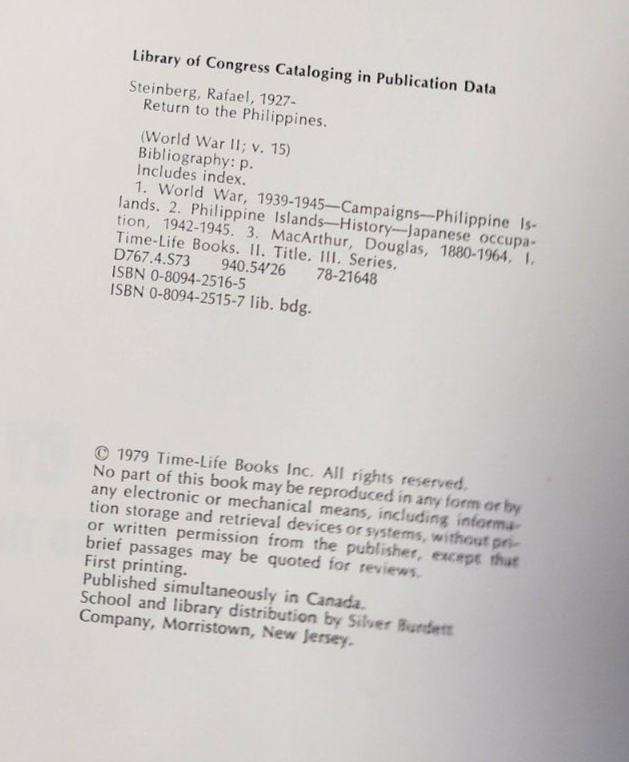 Library of Congress Cataloging in Publication Data
Steinberg, Rafael, 1927-
Return to the Philippines.
(World War II; v. 15)
Bibliography: p.
Includes index.
1. World War, 1939-1945—Campaigns—Philippine Is-
lands. 2. Philippine Islands—History—Japanese occupa-
tion, 1942-1945. 3. MacArthur, Douglas, 1880-1964. I.
Time-Life Books. II. Title. III. Series.
D767.4.S73 940.54'26 78-21648
ISBN 0-8094-2516-5
ISBN 0-8094-2515-7 lib. bdg.
© 1979 Time-Life Books Inc. All rights reserved.
No part of this book may be reproduced in any form or by
any electronic or mechanical means, including informa-
tion storage and retrieval devices or systems, without pri-
or written permission from the publisher, except that
brief passages may be quoted for reviews.
First printing.
Published simultaneously in Canada.
School and library distribution by Silver Burdett
Company, Morristown, New Jersey.